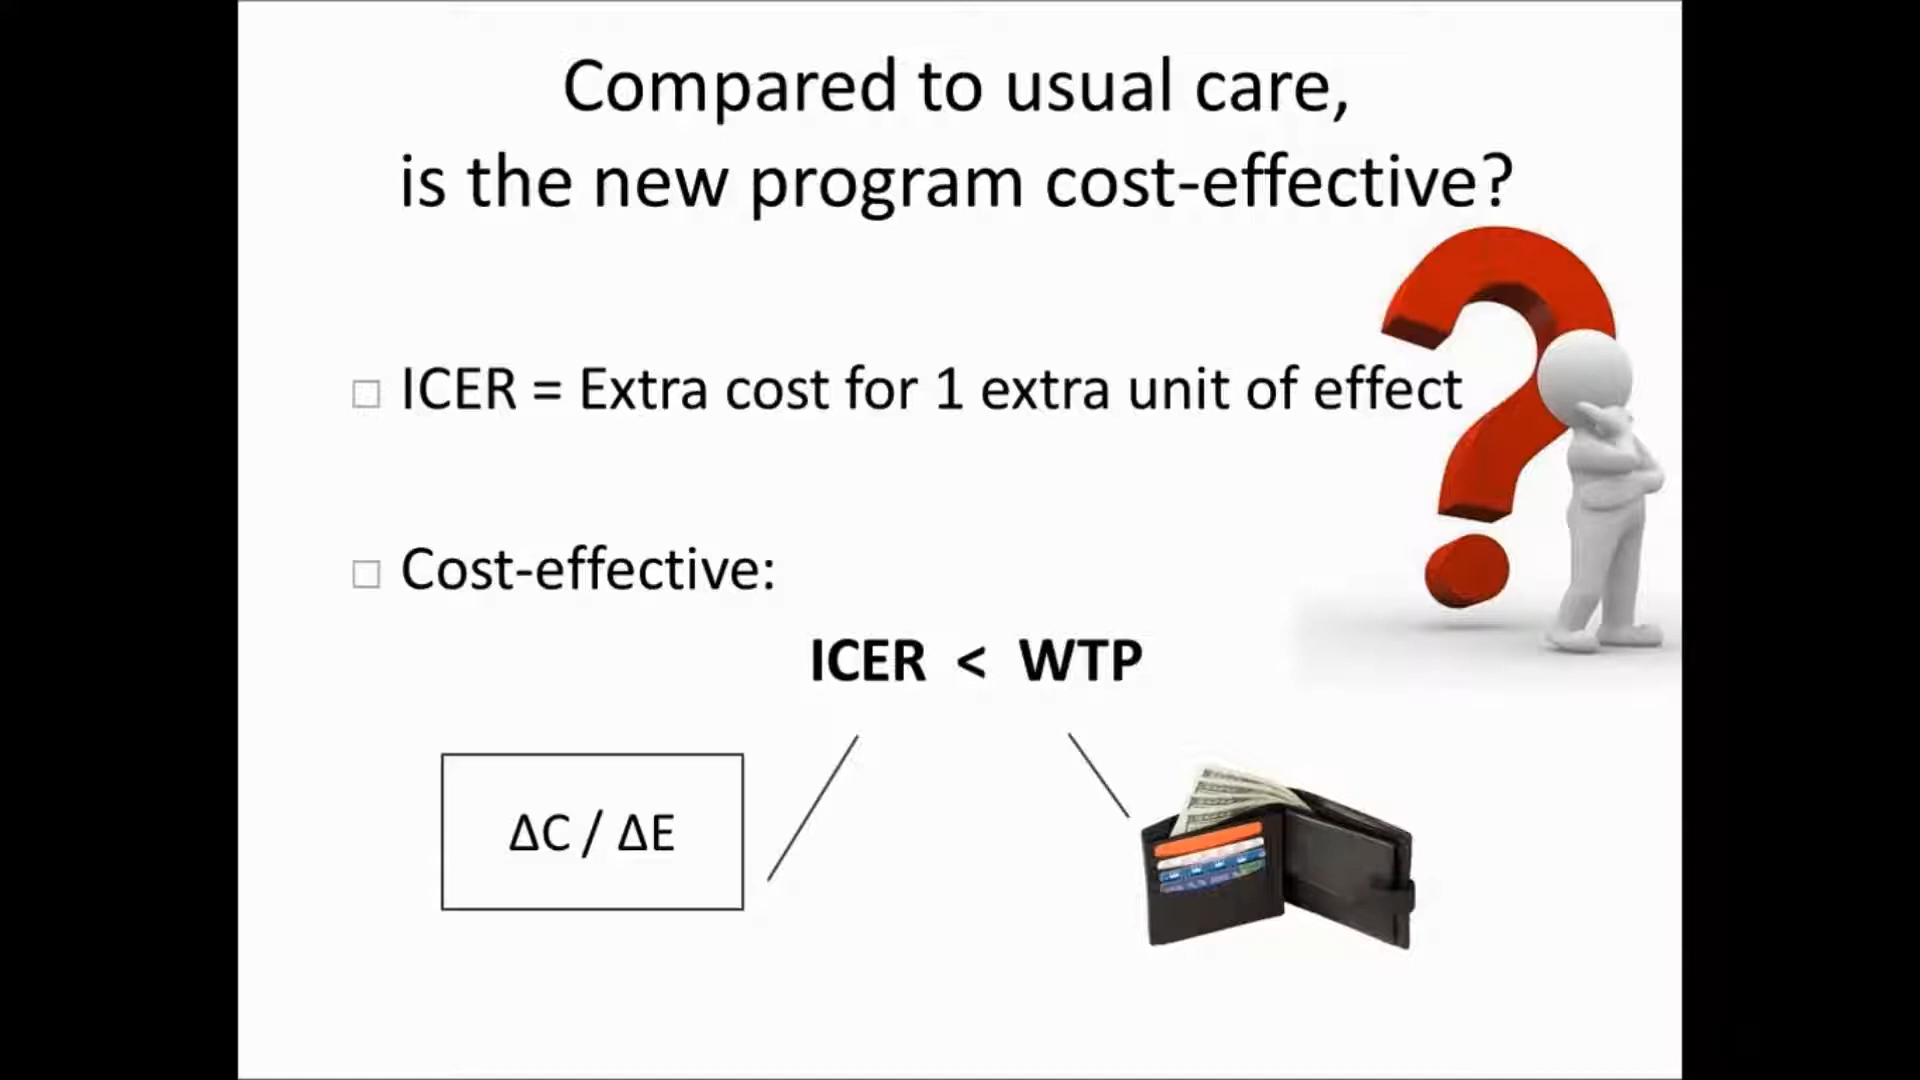 Compared to usual care,
is the new program cost-effective?
ICER = Extra cost for 1 extra unit of effect
Cost-effective:
ICER < WTP
ΔC / ΔE